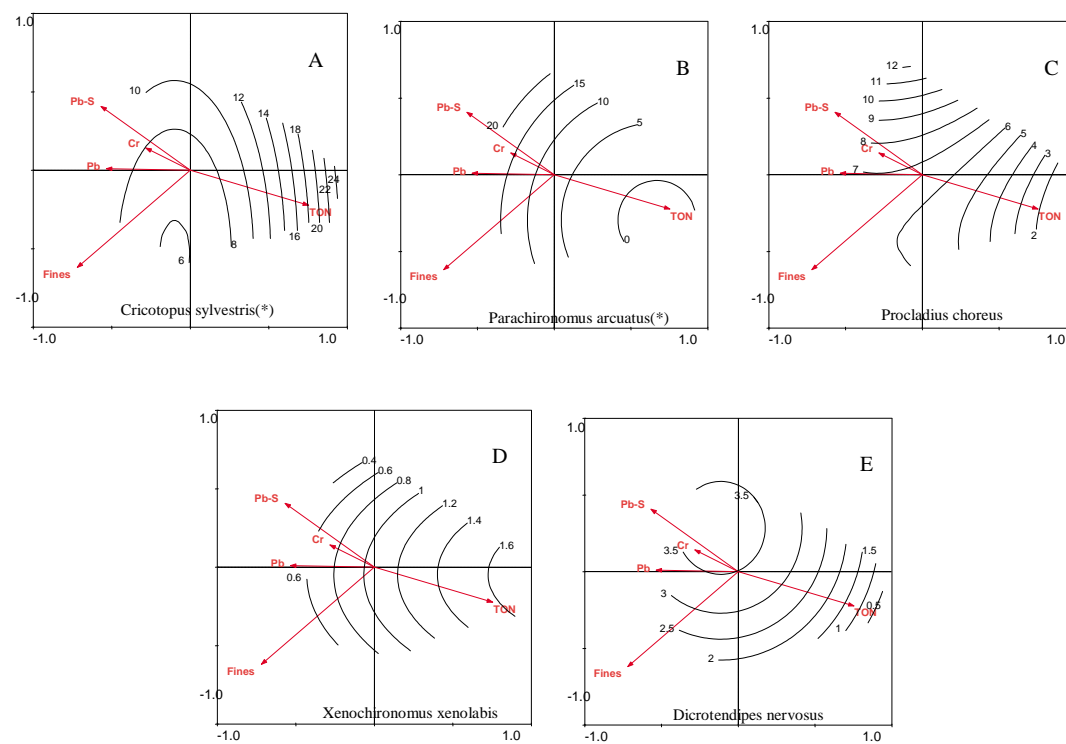 1.0
A
10
12
14
18
Pb-S
Cr
Pb
24
22
TON
20
16
8
6
Fines
-1.0
Cricotopus sylvestris(*)
-1.0
1.0
1.0
B
15
20
10
5
Pb-S
Cr
Pb
TON
0
Fines
-1.0
Parachironomus arcuatus(*)
-1.0
1.0
1.0
C
12
11
10
9
8
7
6
5
4
3
2
Pb-S
Cr
Pb
TON
Fines
-1.0
Procladius choreus
-1.0
1.0
1.0
D
0.4
0.6
0.8
1
1.2
1.4
1.6
Pb-S
Cr
Pb
0.6
TON
Fines
-1.0
Xenochironomus xenolabis
-1.0
1.0
1.0
E
3.5
Pb-S
Cr
3.5
Pb
1.5
3
0.5
TON
1
2.5
2
Fines
-1.0
Dicrotendipes nervosus
-1.0
1.0